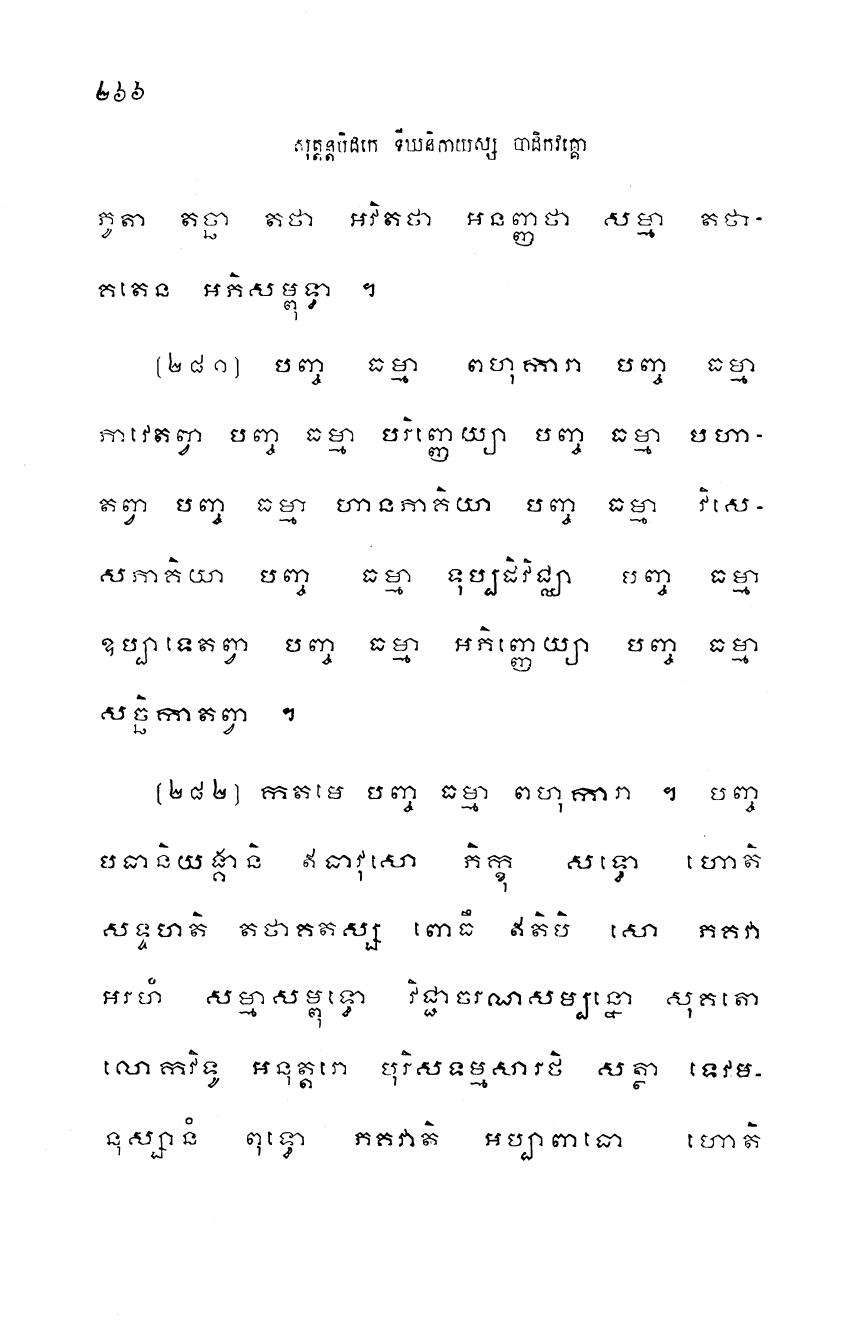 ២៦៦
សុត្តន្តបិដកេ ទីឃនិកាយស្ស បាដិកវគ្គោ
ភូតា តច្ឆា តថា អវិតថា អនញ្ញថា សម្មា តថា-
គតេន អភិសម្ពុទ្ធា ។
(២៨១) បញ្ច ធម្មា ពហុការា បញ្ច ធម្មា
ភាវេតព្វា បញ្ច ធម្មា បរិញ្ញេយ្យា បញ្ច ធម្មា បហា-
តព្វា បញ្ច ធម្មា ហានភាគិយា បញ្ច ធម្មា វិសេ-
សភាគិយា បញ្ច ធម្មា ទុប្បដិវិជ្ឈា បញ្ច ធម្មា
ឧប្បាទេតព្វា បញ្ច ធម្មា អភិញ្ញេយ្យា បញ្ច ធម្មា
សច្ឆិកាតព្វា ។
(២៨២) កតមេ បញ្ច ធម្មា ពហុការា ។ បញ្ច
បធានិយង្គានិ ឥធាវុសោ ភិក្ខុ សទ្ធោ ហោតិ
សទ្ទហតិ តថាគតស្ស ពោធឹ ឥតិបិ សោ ភគវា
អរហំ សម្មាសម្ពុទ្ធោ វិជ្ជាចរណសម្បន្នោ សុគតោ
លោកវិទូ អនុត្តរោ បុរិសទម្មសារថិ សត្ថា ទេវម-
នុស្សានំ ពុទ្ធោ ភគវាតិ អប្បាពាធោ ហោតិ